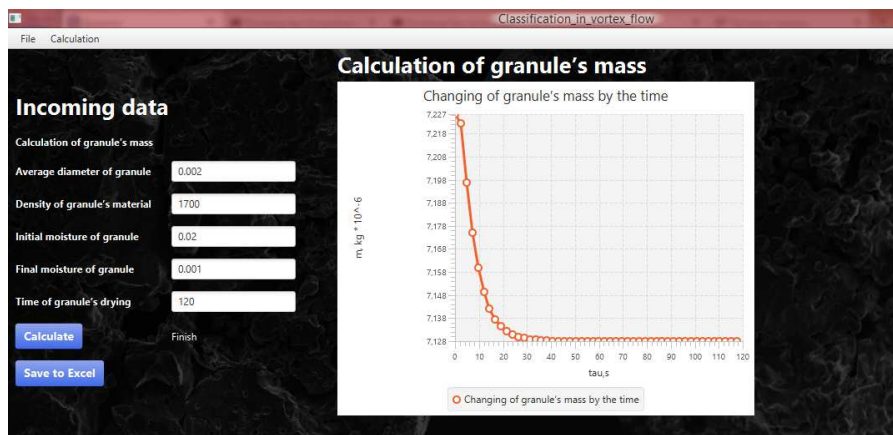 Classification_in_vortex_flow
File Calculation
Calculation of granule's mass
Incoming data
Calculation of granule's mass
Average diameter of granule 0.002
Density of granule's material 1700
Initial moisture of granule 0.02
Final moisture of granule 0.001
Time of granule's drying 120
Calculate Finish
Save to Excel
Changing of granule's mass by the time
m, kg * 10^-6
7,227
7,218
7,208
7,198
7,188
7,178
7,168
7,158
7,148
7,138
7,128
0 10 20 30 40 50 60 70 80 90 100 110 120
tau,s
Changing of granule's mass by the time